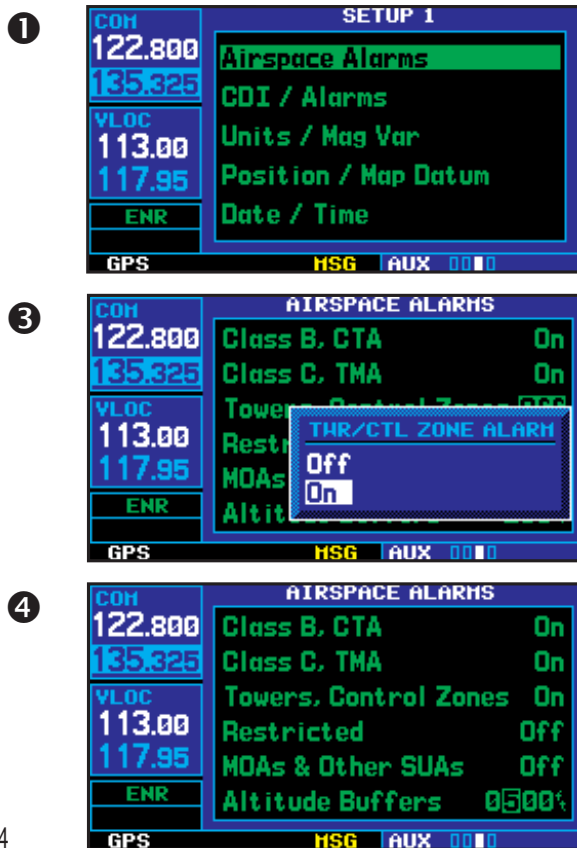 ❶
COM
122.800
135.325
VLOC
113.00
117.95
ENR
GPS
SETUP 1
Airspace Alarms
CDI / Alarms
Units / Mag Var
Position / Map Datum
Date / Time
MSG AUX
❸
COM
122.800
135.325
VLOC
113.00
117.95
ENR
GPS
AIRSPACE ALARMS
Class B, CTA On
Class C, TMA On
TWR/CTL ZONE ALARM
Off
On
MOAs
MSG AUX
❹
COM
122.800
135.325
VLOC
113.00
117.95
ENR
GPS
AIRSPACE ALARMS
Class B, CTA On
Class C, TMA On
Towers, Control Zones On
Restricted Off
MOAs & Other SUAs Off
Altitude Buffers 0500ft
MSG AUX
4